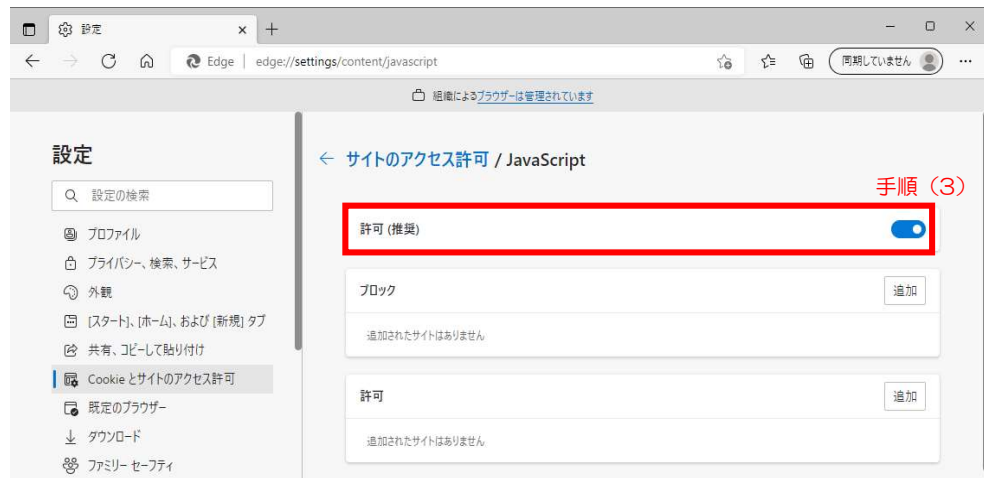 設定
Edge edge://settings/content/javascript 同期していません
組織によるブラウザーは管理されています
設定
設定の検索
プロファイル
プライバシー、検索、サービス
外観
[スタート]、[ホーム]、および [新規] タブ
共有、コピーして貼り付け
Cookie とサイトのアクセス許可
既定のブラウザー
ダウンロード
ファミリー セーフティ
サイトのアクセス許可 / JavaScript
手順（3）
許可 (推奨)
ブロック 追加
追加されたサイトはありません
許可 追加
追加されたサイトはありません